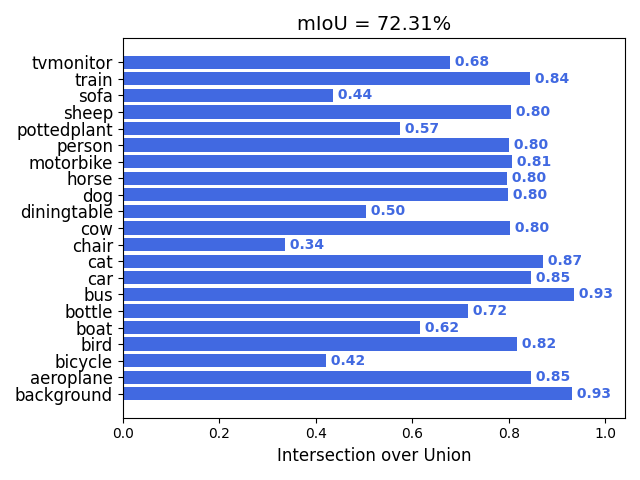 mIoU = 72.31%
tvmonitor 0.68
train 0.84
sofa 0.44
sheep 0.80
pottedplant 0.57
person 0.80
motorbike 0.81
horse 0.80
dog 0.80
diningtable 0.50
cow 0.80
chair 0.34
cat 0.87
car 0.85
bus 0.93
bottle 0.72
boat 0.62
bird 0.82
bicycle 0.42
aeroplane 0.85
background 0.93
0.0 0.2 0.4 0.6 0.8 1.0
Intersection over Union